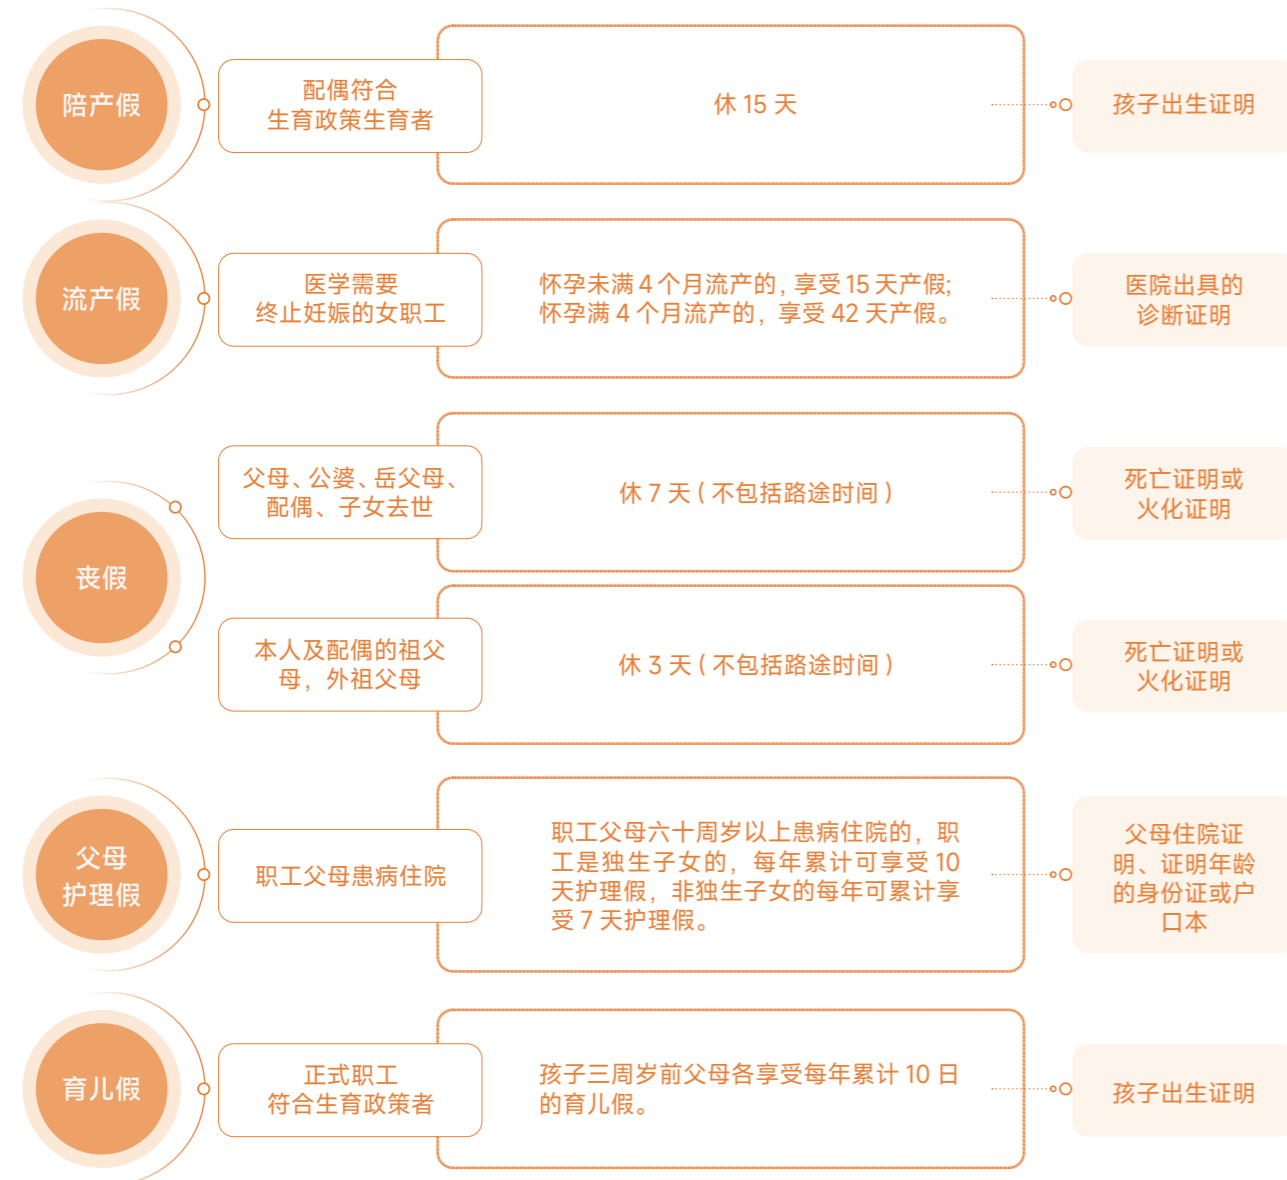 陪产假
配偶符合
生育政策生育者
休 15 天
孩子出生证明
流产假
医学需要
终止妊娠的女职工
怀孕未满 4 个月流产的，享受 15 天产假;
怀孕满 4 个月流产的，享受 42 天产假。
医院出具的
诊断证明
丧假
父母、公婆、岳父母、
配偶、子女去世
休 7 天 ( 不包括路途时间 )
死亡证明或
火化证明
本人及配偶的祖父
母，外祖父母
休 3 天 ( 不包括路途时间 )
死亡证明或
火化证明
父母
护理假
职工父母患病住院
职工父母六十周岁以上患病住院的，职
工是独生子女的，每年累计可享受 10
天护理假，非独生子女的每年可累计享
受 7 天护理假。
父母住院证
明、证明年龄
的身份证或户
口本
育儿假
正式职工
符合生育政策者
孩子三周岁前父母各享受每年累计 10 日
的育儿假。
孩子出生证明